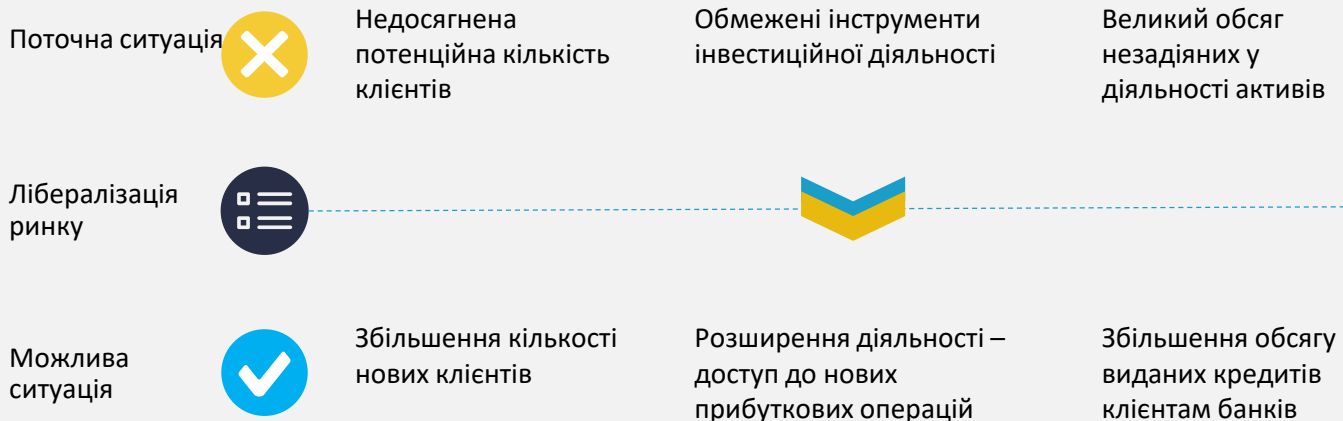 Поточна ситуація
Недосягнена
потенційна кількість
клієнтів
Обмежені інструменти
інвестиційної діяльності
Великий обсяг
незадіяних у
діяльності активів
Лібералізація
ринку
Можлива
ситуація
Збільшення кількості
нових клієнтів
Розширення діяльності –
доступ до нових
прибуткових операцій
Збільшення обсягу
виданих кредитів
клієнтам банків